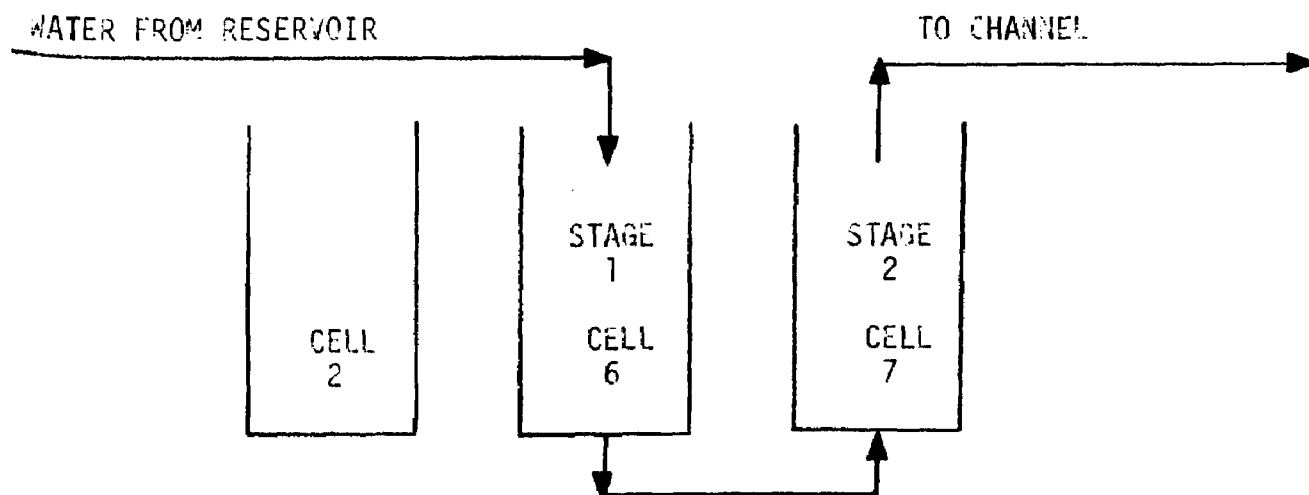 WATER FROM RESERVOIR
TO CHANNEL
STAGE
1
STAGE
2
CELL
2
CELL
6
CELL
7